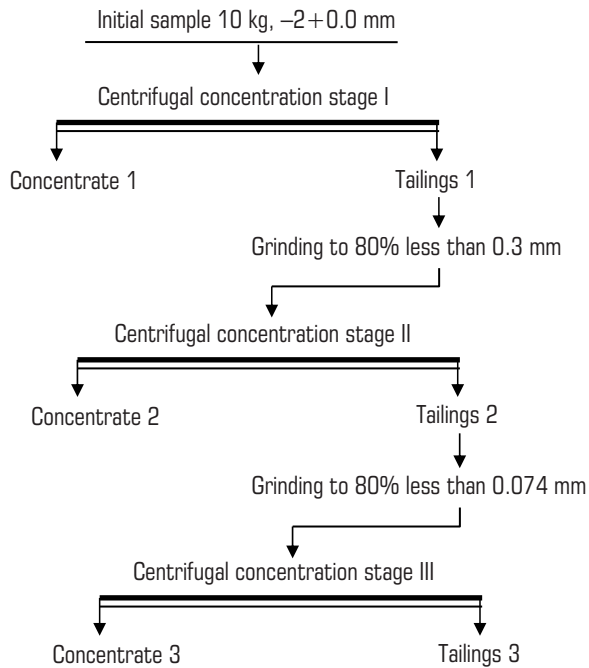 Initial sample 10 kg, –2+0.0 mm
Centrifugal concentration stage I
Concentrate 1
Tailings 1
Grinding to 80% less than 0.3 mm
Centrifugal concentration stage II
Concentrate 2
Tailings 2
Grinding to 80% less than 0.074 mm
Centrifugal concentration stage III
Concentrate 3
Tailings 3